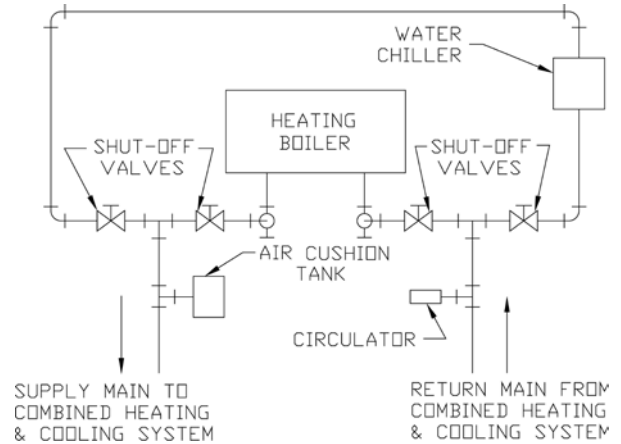 WATER
CHILLER
HEATING
BOILER
SHUT-OFF
VALVES
SHUT-OFF
VALVES
AIR CUSHION
TANK
CIRCULATOR
SUPPLY MAIN TO
COMBINED HEATING
& COOLING SYSTEM
RETURN MAIN FROM
COMBINED HEATING
& COOLING SYSTEM